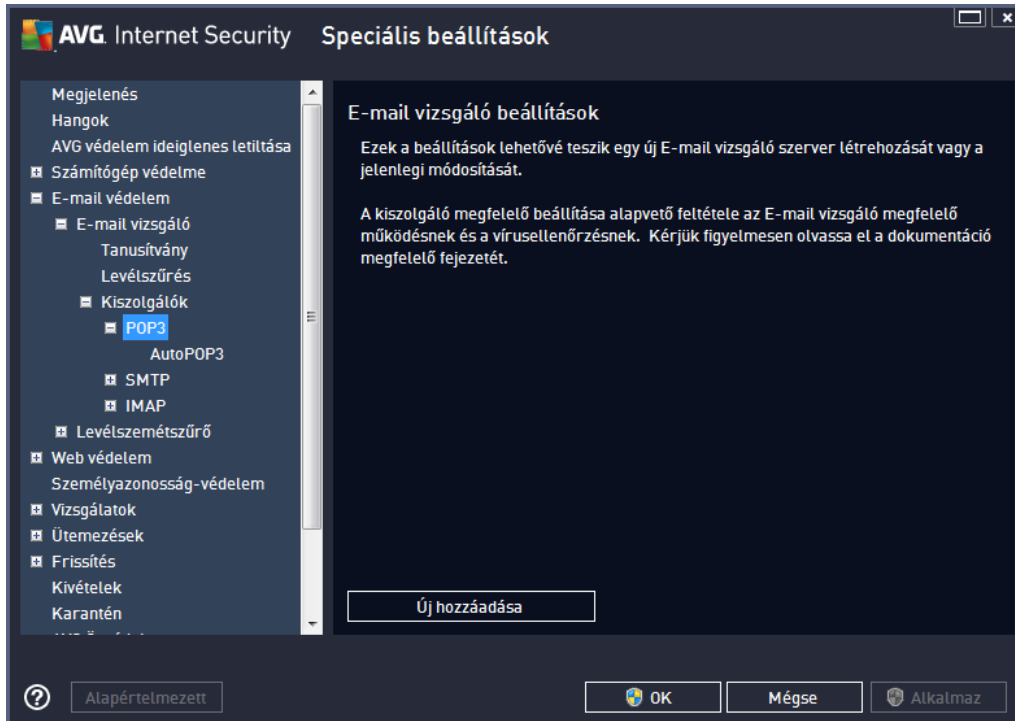 AVG. Internet Security Speciális beállítások
Megjelenés
Hangok
AVG védelem ideiglenes letiltása
Számítógép védelme
E-mail védelem
E-mail vizsgáló
Tanusítvány
Levélszűrés
Kiszolgálók
POP3
AutoPOP3
SMTP
IMAP
Levélszemétszűrő
Web védelem
Személyazonosság-védelem
Vizsgálatok
Ütemezések
Frissítés
Kivételek
Karantén
E-mail vizsgáló beállítások
Ezek a beállítások lehetővé teszik egy új E-mail vizsgáló szerver létrehozását vagy a
jelenlegi módosítását.
A kiszolgáló megfelelő beállítása alapvető feltétele az E-mail vizsgáló megfelelő
működésnek és a vírusellenőrzésnek. Kérjük figyelmesen olvassa el a dokumentáció
megfelelő fejezetét.
Új hozzáadása
Alapértelmezett
OK
Mégse
Alkalmaz